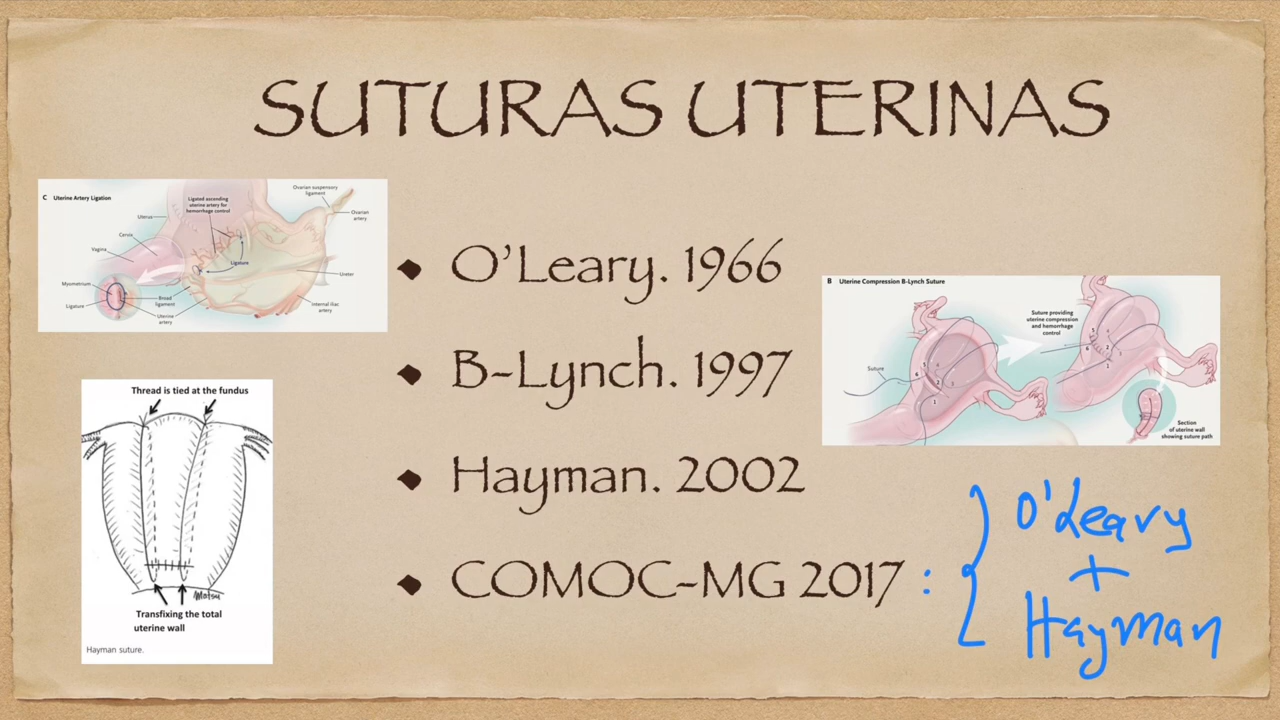 SUTURAS UTERINAS
C Uterine Artery Ligation
Ligated ascending
uterine artery for
hemorrhage control
Ovarian suspensory
ligament
Ovarian
artery
Uterus
Cervix
Vagina
Ligature
Ureter
Myometrium
Ligature
Broad
ligament
Uterine
artery
Internal iliac
artery
O'Leary. 1966
B-Lynch. 1997
Hayman. 2002
COMOC-MG 2017 :
B Uterine Compression B-Lynch Suture
Suture providing
uterine compression
and hemorrhage
control
Suture
Section
of uterine wall
showing suture path
Thread is tied at the fundus
Transfixing the total
uterine wall
Hayman suture.
O'Leary
+
Hayman